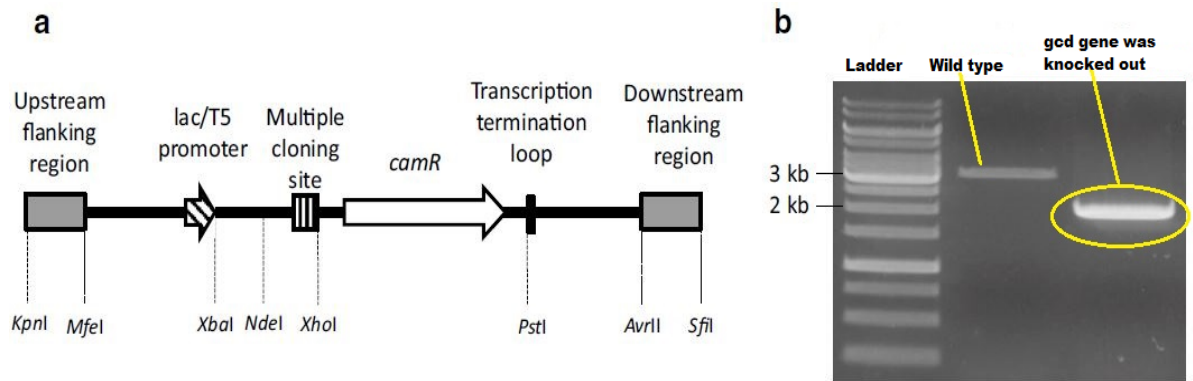 a
Upstream
flanking
region
lac/T5
promoter
Multiple
cloning
site
camR
Transcription
termination
loop
Downstream
flanking
region
KpnI
MfeI
XbaI
NdeI
XhoI
PstI
AvrII
SfiI
b
Ladder
Wild type
gcd gene was
knocked out
3 kb
2 kb